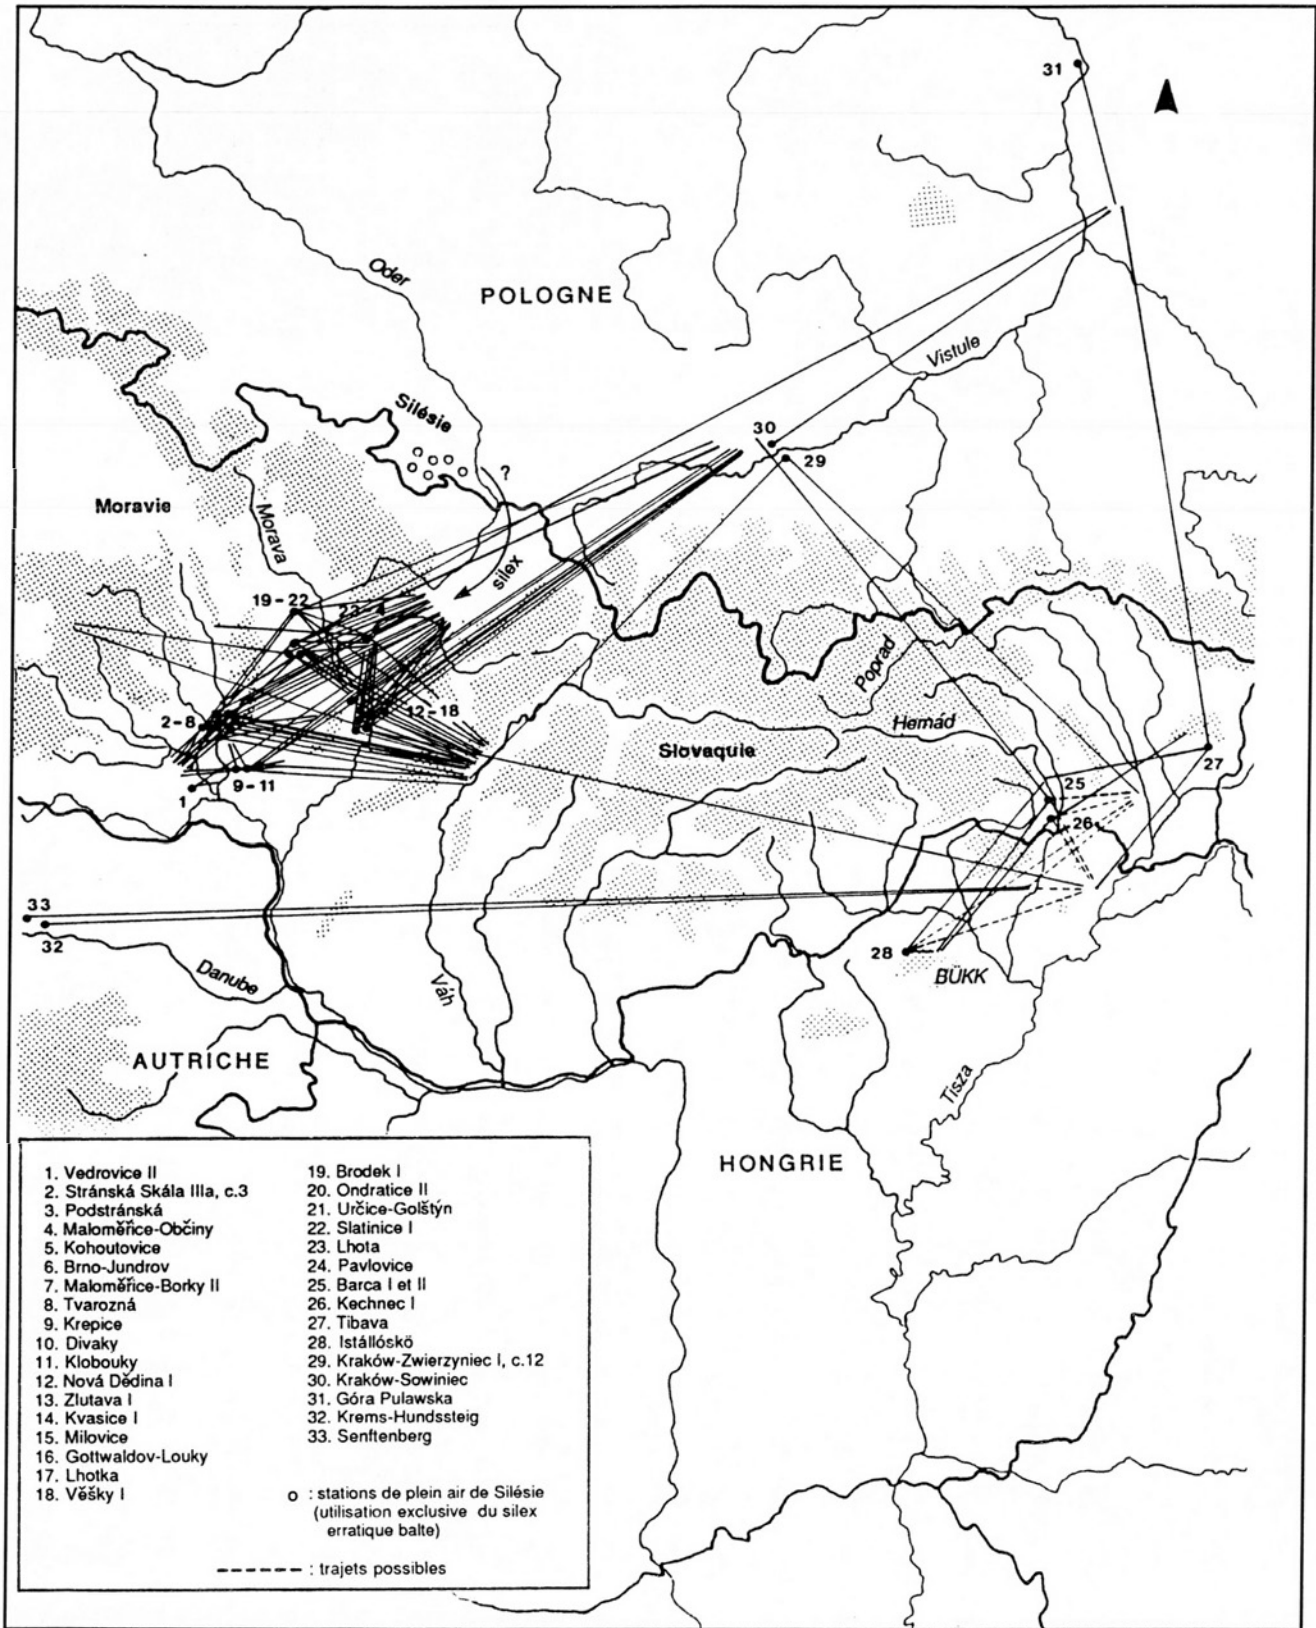 31
Oder
POLOGNE
Vistule
Silésie
30
29
?
Moravie
Morava
silex
19-22
Poprad
12-18
2-8
Hernád
Slovaquie
27
25
9-11
1
26
33
32
28
BÜKK
Danube
Váh
AUTRICHE
Tisza
HONGRIE
1. Vedrovice II
2. Stránská Skála IIIa, c.3
3. Podstránská
4. Maloměřice-Občiny
5. Kohoutovice
6. Brno-Jundrov
7. Maloměřice-Borky II
8. Tvarozná
9. Krepice
10. Divaky
11. Klobouky
12. Nová Dědina I
13. Zlutava I
14. Kvasice I
15. Milovice
16. Gottwaldov-Louky
17. Lhotka
18. Věšky I
19. Brodek I
20. Ondratice II
21. Určice-Golštýn
22. Slatinice I
23. Lhota
24. Pavlovice
25. Barca I et II
26. Kechnec I
27. Tibava
28. Istállóskö
29. Kraków-Zwierzyniec I, c.12
30. Kraków-Sowiniec
31. Góra Pulawska
32. Krems-Hundssteig
33. Senftenberg
o : stations de plein air de Silésie
(utilisation exclusive du silex
erratique balte)
------ : trajets possibles